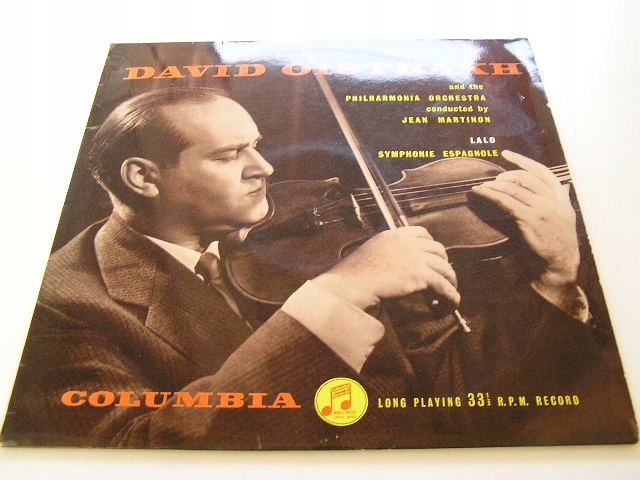 DAVID OISTRAKH
and the
PHILHARMONIA ORCHESTRA
conducted by
JEAN MARTINON
LALO
SYMPHONIE ESPAGNOLE
COLUMBIA
LONG PLAYING 33⅓ R.P.M. RECORD